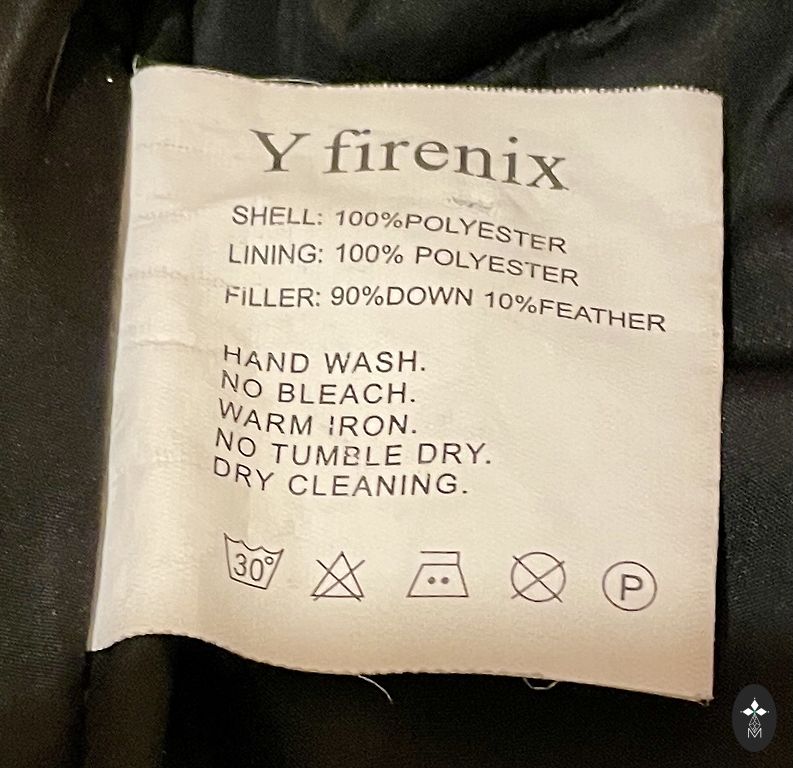 Y firenix
SHELL: 100%POLYESTER
LINING: 100% POLYESTER
FILLER: 90%DOWN 10%FEATHER
HAND WASH.
NO BLEACH.
WARM IRON.
NO TUMBLE DRY.
DRY CLEANING.
30°
P
M